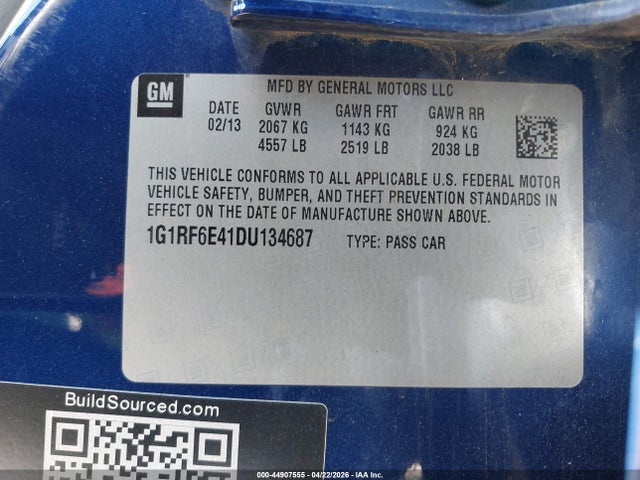 GM
MFD BY GENERAL MOTORS LLC
DATE GVWR GAWR FRT GAWR RR
02/13 2067 KG 1143 KG 924 KG
4557 LB 2519 LB 2038 LB
THIS VEHICLE CONFORMS TO ALL APPLICABLE U.S. FEDERAL MOTOR
VEHICLE SAFETY, BUMPER, AND THEFT PREVENTION STANDARDS IN
EFFECT ON THE DATE OF MANUFACTURE SHOWN ABOVE.
1G1RF6E41DU134687 TYPE: PASS CAR
BuildSourced.com
000-44907555 - 04/22/2026 - IAA Inc.